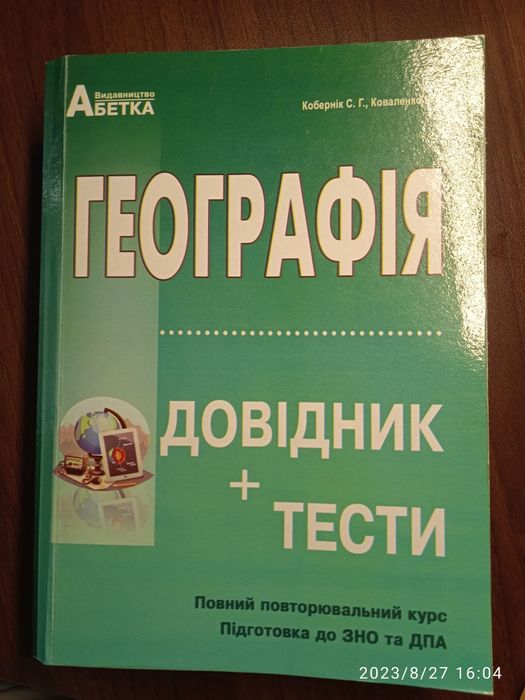 Видавництво
АБЕТКА
Кобернік С. Г., Коваленко
ГЕОГРАФІЯ
ДОВІДНИК
+
ТЕСТИ
Повний повторювальний курс
Підготовка до ЗНО та ДПА
2023/8/27 16:04